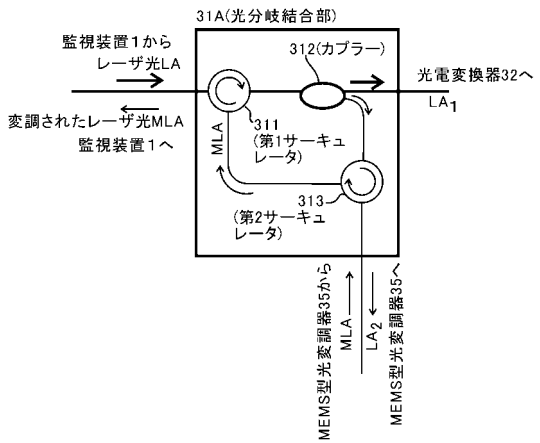 31A(光分岐結合部)
監視装置1から
レーザ光LA
312(カプラー)
光電変換器32へ
LA1
変調されたレーザ光MLA
監視装置1へ
MLA
311
(第1サーキュ
レータ)
313
(第2サーキュ
レータ)
MEMS型光変調器35から
MLA
LA2
MEMS型光変調器35へ